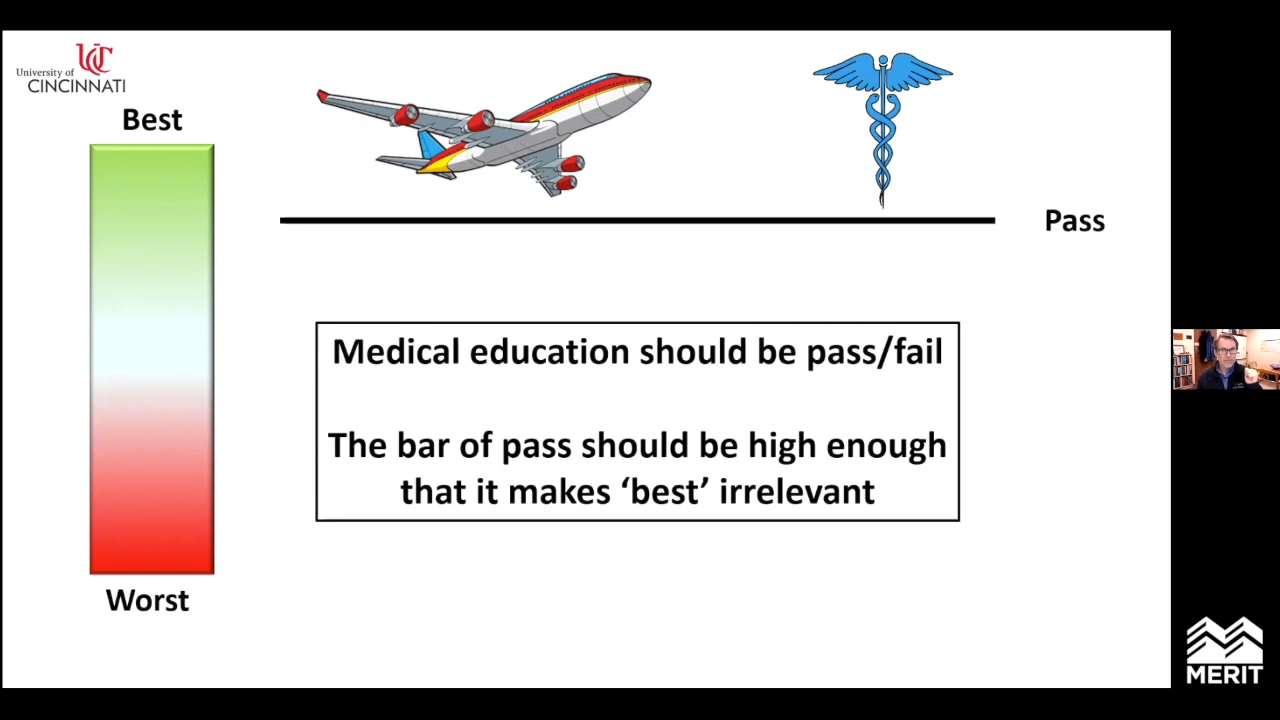 University of
CINCINNATI
Best
Pass
Medical education should be pass/fail
The bar of pass should be high enough
that it makes ‘best’ irrelevant
Worst
MERIT